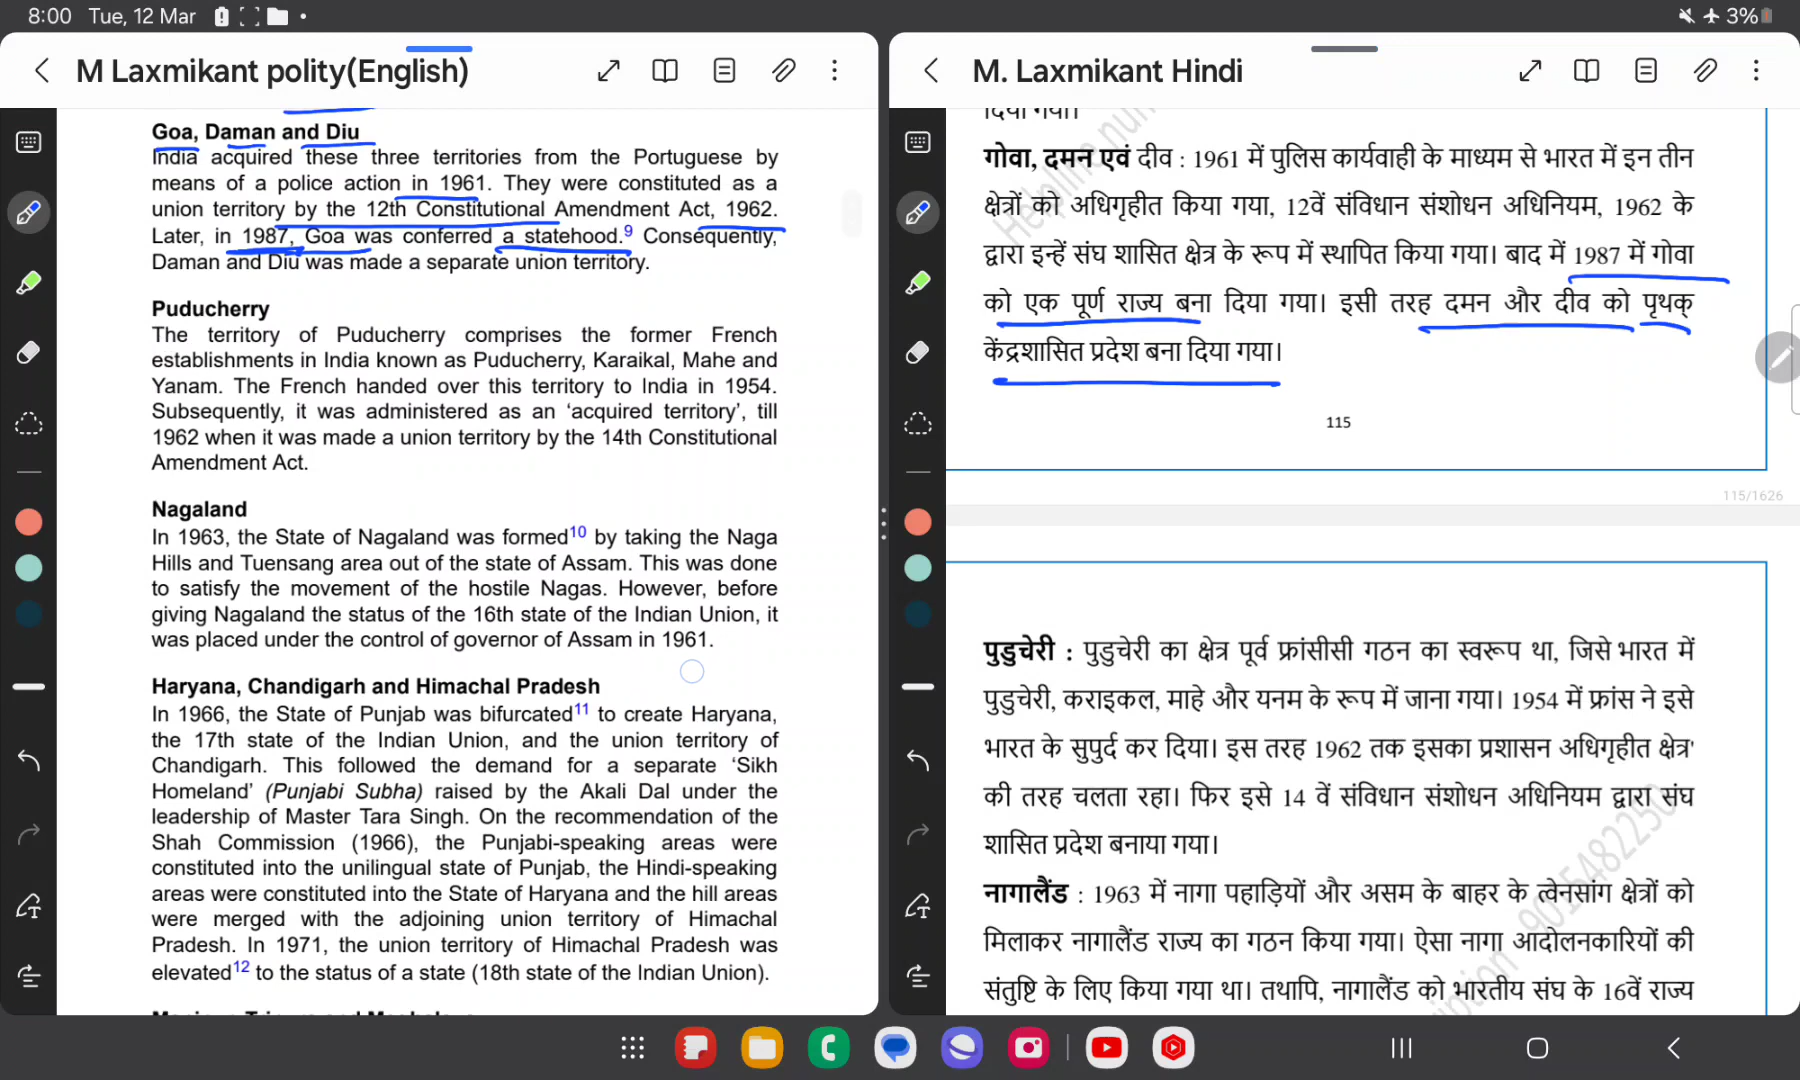 8:00 Tue, 12 Mar
3%
M Laxmikant polity(English)
Goa, Daman and Diu
India acquired these three territories from the Portuguese by
means of a police action in 1961. They were constituted as a
union territory by the 12th Constitutional Amendment Act, 1962.
Later, in 1987, Goa was conferred a statehood.9 Consequently,
Daman and Diu was made a separate union territory.
Puducherry
The territory of Puducherry comprises the former French
establishments in India known as Puducherry, Karaikal, Mahe and
Yanam. The French handed over this territory to India in 1954.
Subsequently, it was administered as an ‘acquired territory’, till
1962 when it was made a union territory by the 14th Constitutional
Amendment Act.
Nagaland
In 1963, the State of Nagaland was formed10 by taking the Naga
Hills and Tuensang area out of the state of Assam. This was done
to satisfy the movement of the hostile Nagas. However, before
giving Nagaland the status of the 16th state of the Indian Union, it
was placed under the control of governor of Assam in 1961.
Haryana, Chandigarh and Himachal Pradesh
In 1966, the State of Punjab was bifurcated11 to create Haryana,
the 17th state of the Indian Union, and the union territory of
Chandigarh. This followed the demand for a separate ‘Sikh
Homeland’ (Punjabi Subha) raised by the Akali Dal under the
leadership of Master Tara Singh. On the recommendation of the
Shah Commission (1966), the Punjabi-speaking areas were
constituted into the unilingual state of Punjab, the Hindi-speaking
areas were constituted into the State of Haryana and the hill areas
were merged with the adjoining union territory of Himachal
Pradesh. In 1971, the union territory of Himachal Pradesh was
elevated12 to the status of a state (18th state of the Indian Union).
M. Laxmikant Hindi
दिया गया।
गोवा, दमन एवं दीव : 1961 में पुलिस कार्यवाही के माध्यम से भारत में इन तीन
क्षेत्रों को अधिगृहीत किया गया, 12वें संविधान संशोधन अधिनियम, 1962 के
द्वारा इन्हें संघ शासित क्षेत्र के रूप में स्थापित किया गया। बाद में 1987 में गोवा
को एक पूर्ण राज्य बना दिया गया। इसी तरह दमन और दीव को पृथक्
केंद्रशासित प्रदेश बना दिया गया।
115
115/1626
पुडुचेरी : पुडुचेरी का क्षेत्र पूर्व फ्रांसीसी गठन का स्वरूप था, जिसे भारत में
पुडुचेरी, कराइकल, माहे और यनम के रूप में जाना गया। 1954 में फ्रांस ने इसे
भारत के सुपुर्द कर दिया। इस तरह 1962 तक इसका प्रशासन अधिगृहीत क्षेत्र'
की तरह चलता रहा। फिर इसे 14 वें संविधान संशोधन अधिनियम द्वारा संघ
शासित प्रदेश बनाया गया।
नागालैंड : 1963 में नागा पहाड़ियों और असम के बाहर के त्वेनसांग क्षेत्रों को
मिलाकर नागालैंड राज्य का गठन किया गया। ऐसा नागा आदोलनकारियों की
संतुष्टि के लिए किया गया था। तथापि, नागालैंड को भारतीय संघ के 16वें राज्य
9015482250